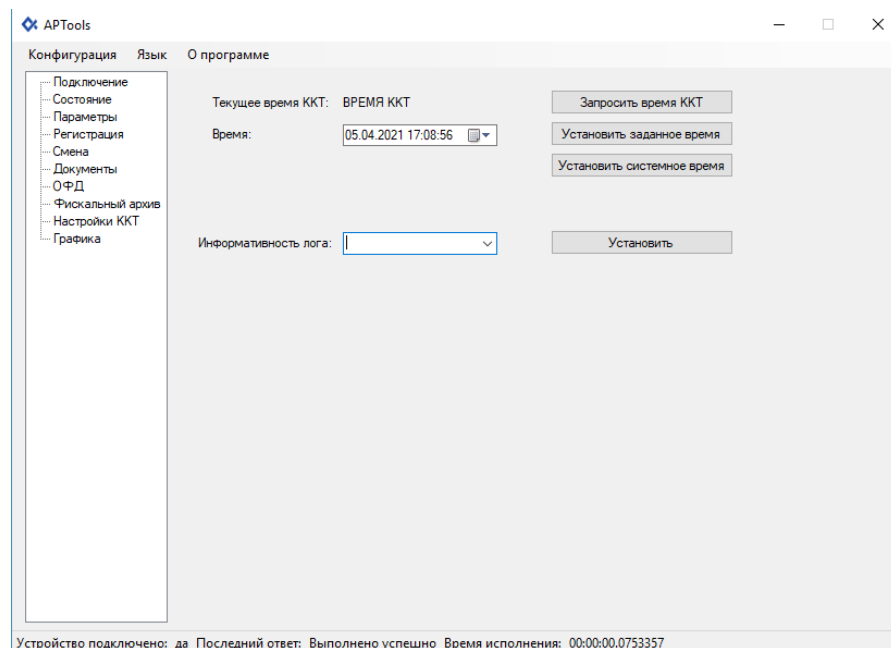 APTools
Конфигурация Язык О программе
Подключение
Состояние
Параметры
Регистрация
Смена
Документы
ОФД
Фискальный архив
Настройки ККТ
Графика
Текущее время ККТ: ВРЕМЯ ККТ Запросить время ККТ
Время: 05.04.2021 17:08:56 Установить заданное время
Установить системное время
Информативность лога: Установить
Устройство подключено: да Последний ответ: Выполнено успешно Время исполнения: 00:00:00.0753357